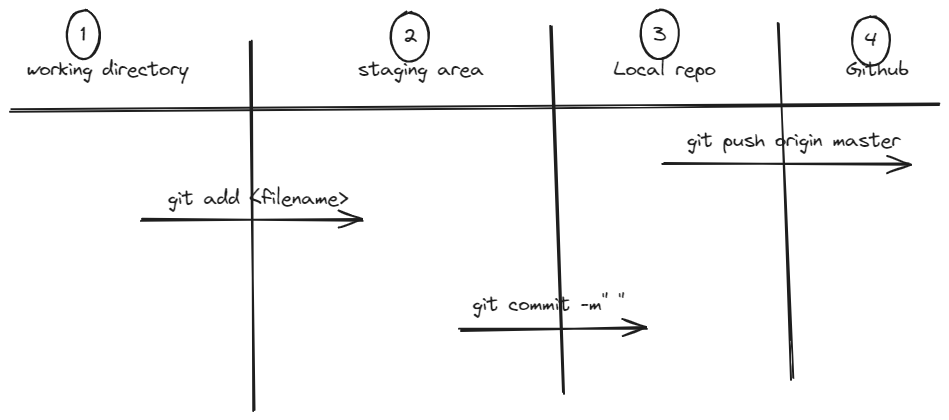 1
2
3
4
working directory
staging area
Local repo
Github
git push origin master
git add <filename>
git commit -m" "